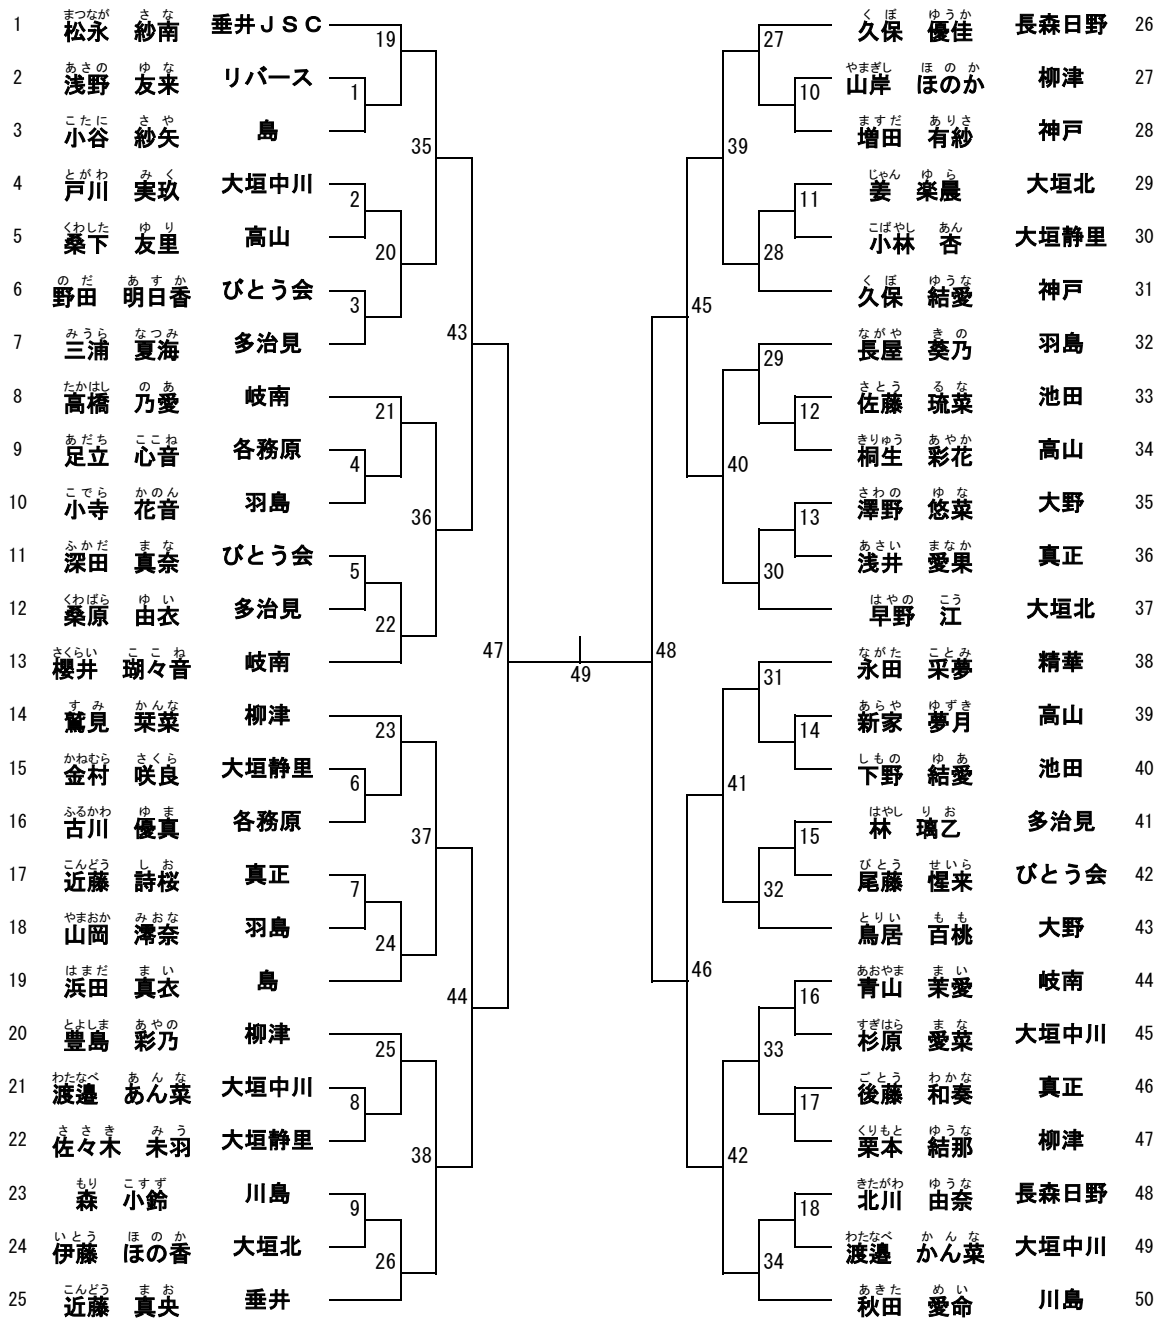 1 松永 紗南 まつなが さな 垂井ＪＳＣ
2 浅野 友来 あさの ゆな リバース
3 小谷 紗矢 こたに さや 島
4 戸川 実玖 とがわ みく 大垣中川
5 桑下 友里 くわした ゆり 高山
6 野田 明日香 のだ あすか びとう会
7 三浦 夏海 みうら なつみ 多治見
8 高橋 乃愛 たかはし のあ 岐南
9 足立 心音 あだち ここね 各務原
10 小寺 花音 こでら かのん 羽島
11 深田 真奈 ふかだ まな びとう会
12 桑原 由衣 くわばら ゆい 多治見
13 櫻井 瑚々音 さくらい ここね 岐南
14 鷲見 栞菜 すみ かんな 柳津
15 金村 咲良 かねむら さくら 大垣静里
16 古川 優真 ふるかわ ゆま 各務原
17 近藤 詩桜 こんどう しお 真正
18 山岡 澪奈 やまおか みおな 羽島
19 浜田 真衣 はまだ まい 島
20 豊島 彩乃 とよしま あやの 柳津
21 渡邉 あん菜 わたなべ あんな 大垣中川
22 佐々木 未羽 ささき みう 大垣静里
23 森 小鈴 もり こすず 川島
24 伊藤 ほの香 いとう ほのか 大垣北
25 近藤 真央 こんどう まお 垂井
19
1
35
2
20
3
43
21
4
36
5
22
47
23
6
37
7
24
44
25
8
38
9
26
49
27
10
39
11
28
45
29
12
40
13
30
48
31
14
41
15
32
46
16
33
17
42
18
34
久保 優佳 くぼ ゆうか 長森日野 26
山岸 ほのか やまぎし ほのか 柳津 27
増田 有紗 ますだ ありさ 神戸 28
姜 楽晨 じゃん ゆら 大垣北 29
小林 杏 こばやし あん 大垣静里 30
久保 結愛 くぼ ゆうな 神戸 31
長屋 葵乃 ながや きの 羽島 32
佐藤 琉菜 さとう るな 池田 33
桐生 彩花 きりゅう あやか 高山 34
澤野 悠菜 さわの ゆな 大野 35
浅井 愛果 あさい まなか 真正 36
早野 江 はやの こう 大垣北 37
永田 采夢 ながた ことみ 精華 38
新家 夢月 あらや ゆずき 高山 39
下野 結愛 しもの ゆあ 池田 40
林 璃乙 はやし りお 多治見 41
尾藤 惺来 びとう せいら びとう会 42
鳥居 百桃 とりい もも 大野 43
青山 茉愛 あおやま まい 岐南 44
杉原 愛菜 すぎはら まな 大垣中川 45
後藤 和奏 ごとう わかな 真正 46
栗本 結那 くりもと ゆうな 柳津 47
北川 由奈 きたがわ ゆうな 長森日野 48
渡邉 かん菜 わたなべ かんな 大垣中川 49
秋田 愛命 あきた めい 川島 50